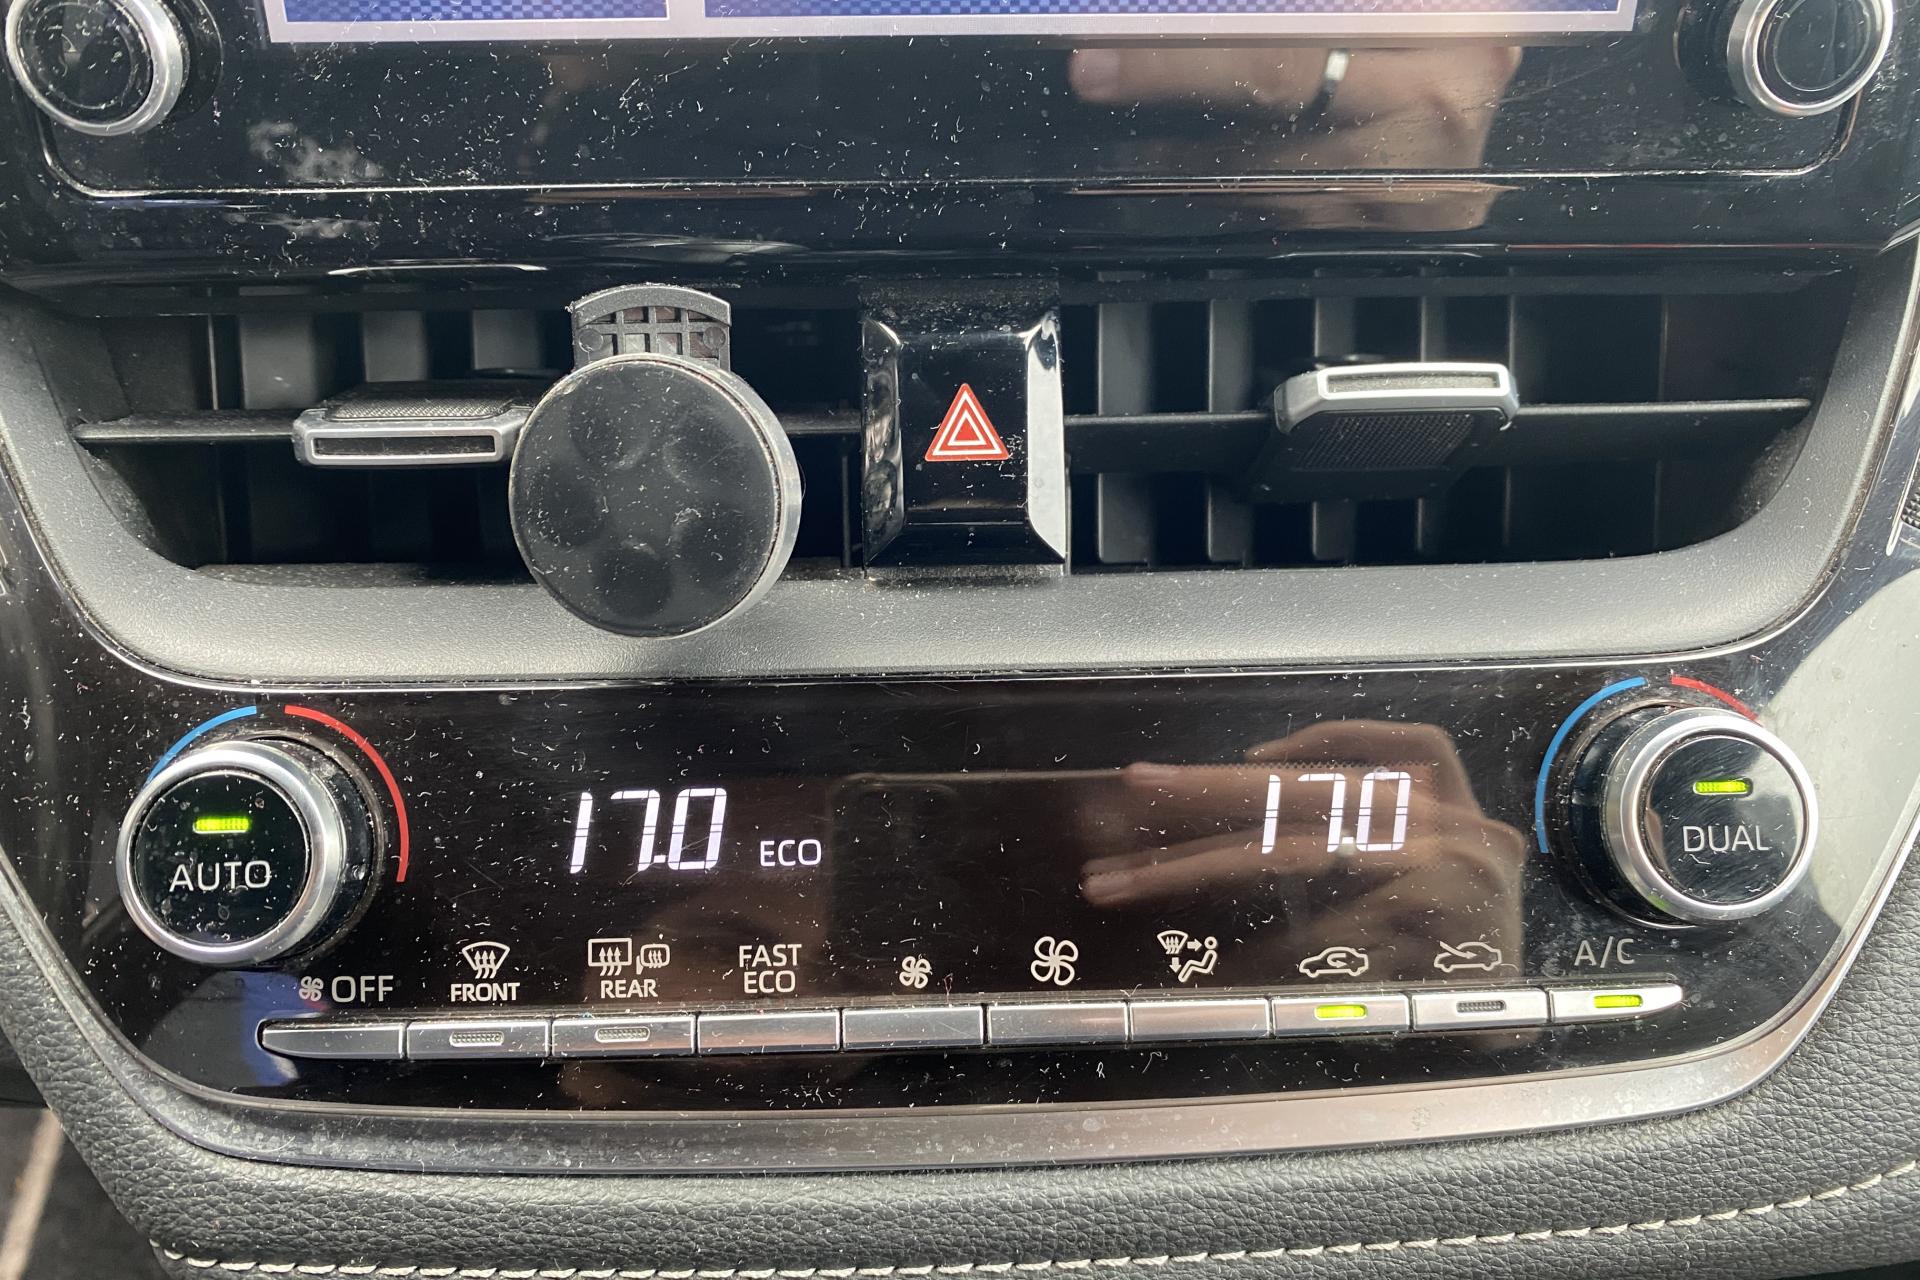 17.0 ECO
17.0
AUTO
DUAL
OFF
FRONT
REAR
FAST
ECO
A/C